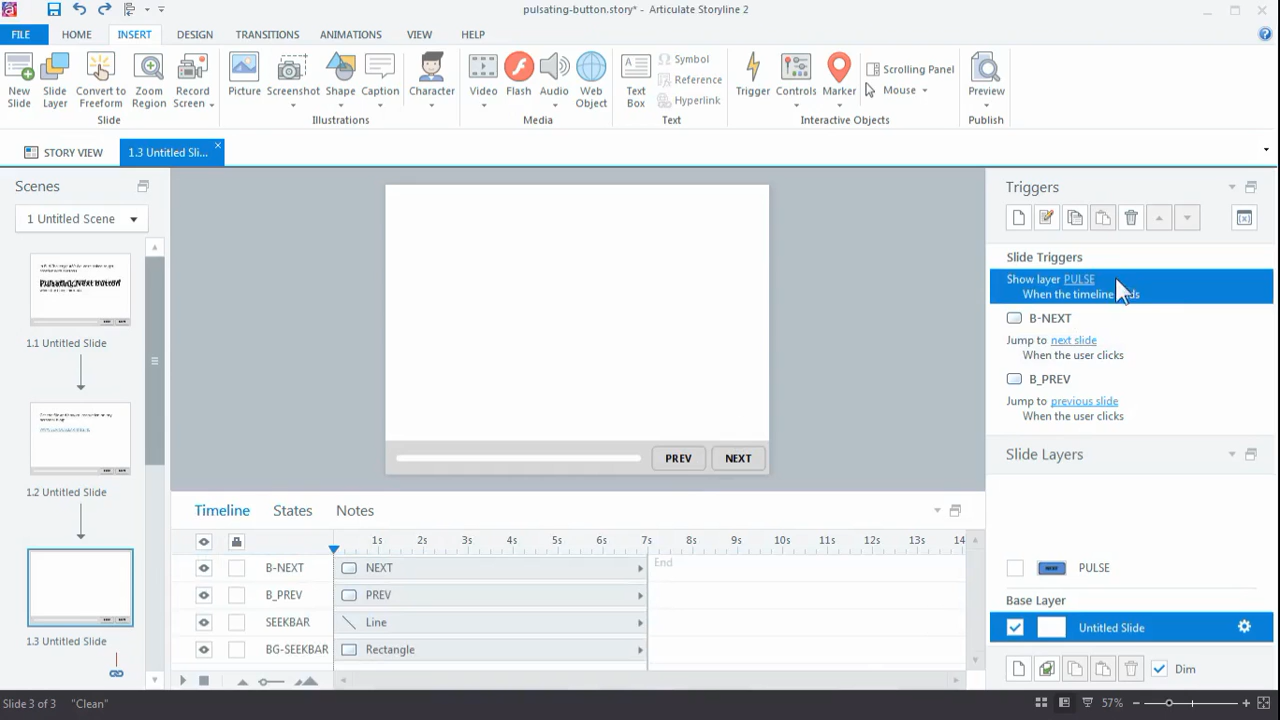 pulsating-button.story* - Articulate Storyline 2
FILE HOME INSERT DESIGN TRANSITIONS ANIMATIONS VIEW HELP
New Slide
Slide Layer
Convert to Freeform
Zoom Region
Record Screen
Picture
Screenshot
Shape
Caption
Character
Video
Flash
Audio
Web Object
Text Box
Symbol
Reference
Hyperlink
Trigger
Controls
Marker
Scrolling Panel
Mouse
Preview
Slide
Illustrations
Media
Text
Interactive Objects
Publish
STORY VIEW
1.3 Untitled Sli...
Scenes
1 Untitled Scene
1.1 Untitled Slide
1.2 Untitled Slide
1.3 Untitled Slide
PREV NEXT
Timeline States Notes
1s 2s 3s 4s 5s 6s 7s 8s 9s 10s 11s 12s 13s 14
End
B-NEXT NEXT
B_PREV PREV
SEEKBAR Line
BG-SEEKBAR Rectangle
Triggers
Slide Triggers
Show layer PULSE
When the timeline
B-NEXT
Jump to next slide
When the user clicks
B_PREV
Jump to previous slide
When the user clicks
Slide Layers
NEXT PULSE
Base Layer
Untitled Slide
Dim
Slide 3 of 3 "Clean"
57%